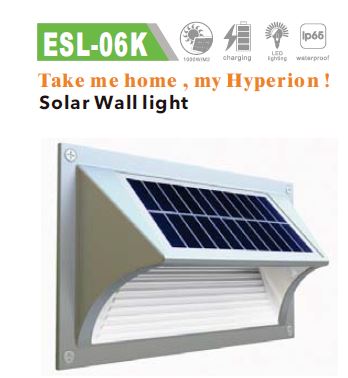 ESL-06K
1000W/M2
charging
LED
lighting
ip66
waterproof
Take me home , my Hyperion !
Solar Wall light